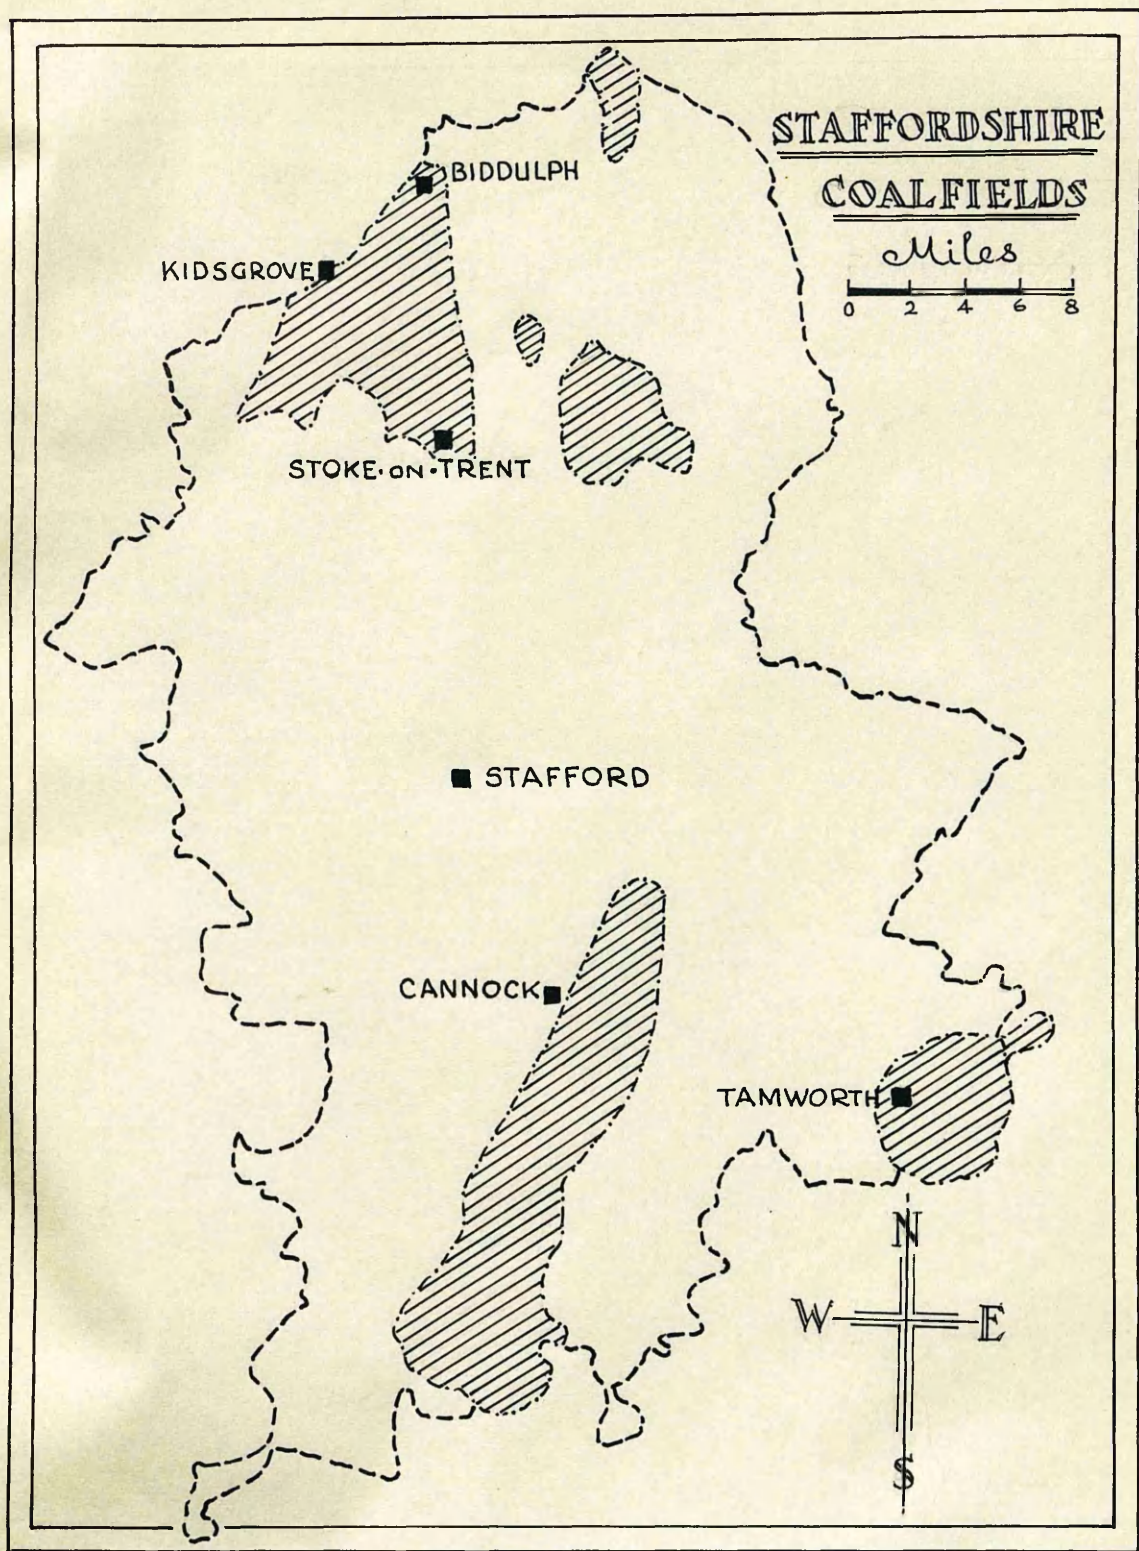 STAFFORDSHIRE
COALFIELDS
Miles
0 2 4 6 8
BIDDULPH
KIDSGROVE
STOKE·ON·TRENT
STAFFORD
CANNOCK
TAMWORTH
N
W E
S